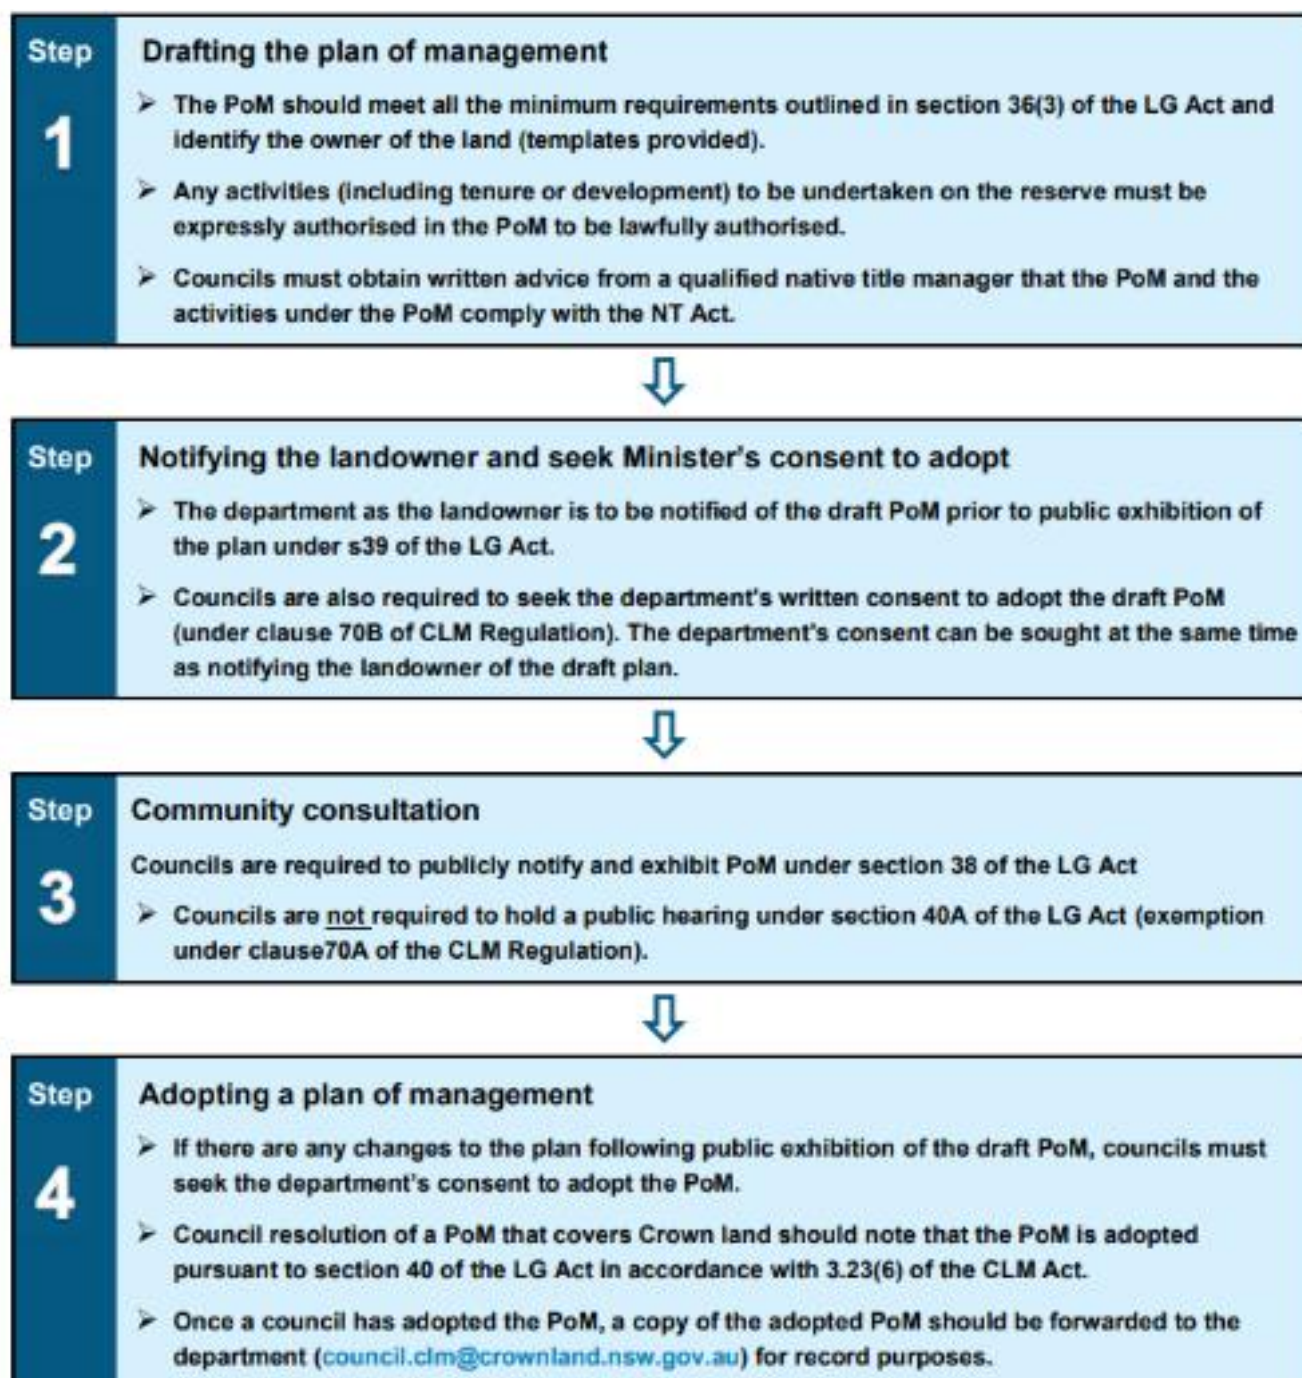 Step
1
Drafting the plan of management
➢ The PoM should meet all the minimum requirements outlined in section 36(3) of the LG Act and
identify the owner of the land (templates provided).
➢ Any activities (including tenure or development) to be undertaken on the reserve must be
expressly authorised in the PoM to be lawfully authorised.
➢ Councils must obtain written advice from a qualified native title manager that the PoM and the
activities under the PoM comply with the NT Act.
Step
2
Notifying the landowner and seek Minister's consent to adopt
➢ The department as the landowner is to be notified of the draft PoM prior to public exhibition of
the plan under s39 of the LG Act.
➢ Councils are also required to seek the department's written consent to adopt the draft PoM
(under clause 70B of CLM Regulation). The department's consent can be sought at the same time
as notifying the landowner of the draft plan.
Step
3
Community consultation
Councils are required to publicly notify and exhibit PoM under section 38 of the LG Act
➢ Councils are not required to hold a public hearing under section 40A of the LG Act (exemption
under clause70A of the CLM Regulation).
Step
4
Adopting a plan of management
➢ If there are any changes to the plan following public exhibition of the draft PoM, councils must
seek the department's consent to adopt the PoM.
➢ Council resolution of a PoM that covers Crown land should note that the PoM is adopted
pursuant to section 40 of the LG Act in accordance with 3.23(6) of the CLM Act.
➢ Once a council has adopted the PoM, a copy of the adopted PoM should be forwarded to the
department (council.clm@crownland.nsw.gov.au) for record purposes.